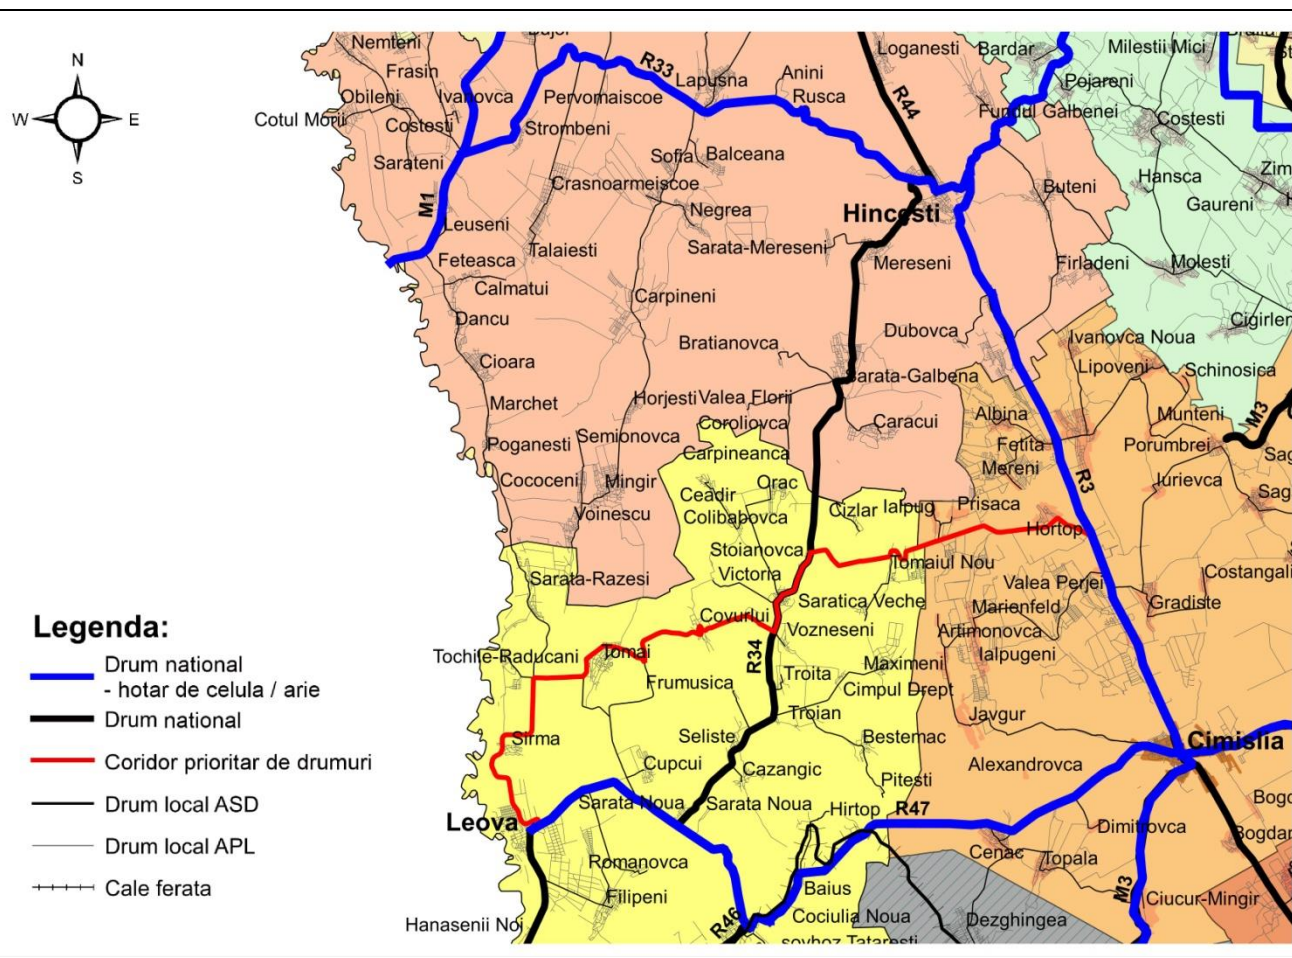 N
W
E
S
Nemteni
Loganesti
Bardar
Milestii Mici
Frasin
R33
Lapusna
Anini
Pojareni
Obileni
Ivanovca
Pervomaiscoe
Rusca
R44
Fundul Galbenei
Cotul Morii
Costesti
Strombeni
Costesti
Sarateni
Sofia
Balceana
Hansca
Crasnoarmeiscoe
Buteni
M1
Negrea
Hincesti
Gaureni
Leuseni
Talaiesti
Sarata-Mereseni
Feteasca
Mereseni
Firladeni
Molesti
Calmatui
Carpineni
Dancu
Dubovca
Bratianovca
Ivanovca Noua
Cioara
Sarata-Galbena
Lipoveni
Schinosica
Marchet
Horjesti
Valea Florii
Albina
Munteni
M3
Coroliovca
Caracui
Poganesti
Semionovca
Carpineanca
Fetita
Porumbrei
Mereni
R3
Iurievca
Cococeni
Mingir
Ceadir
Orac
Voinescu
Colibabovca
Cizlar
Ialpug
Prisaca
Hortop
Stoianovca
Tomaiul Nou
Sarata-Razesi
Victoria
Valea Perjei
Costangali
Legenda:
Covurlui
Saratica Veche
Marienfeld
Gradiste
Vozneseni
Artimonovca
Drum national
- hotar de celula / arie
Tochile-Raducani
Tomai
R34
Maximeni
Ialpugeni
Frumusica
Troita
Cimpul Drept
Drum national
Troian
Javgur
Sirma
Seliste
Bestemac
Cimislia
Coridor prioritar de drumuri
Cupcui
Cazangic
Pitesti
Alexandrovca
Drum local ASD
Sarata Noua
Sarata Noua
Hirtop
R47
Leova
Dimitrovca
Drum local APL
Romanovca
Cenac
Topala
Cale ferata
Filipeni
Baius
M3
Ciucur-Mingir
Hanasenii Noi
R46
Cociulia Noua
Dezghingea
sovhoz Tataresti